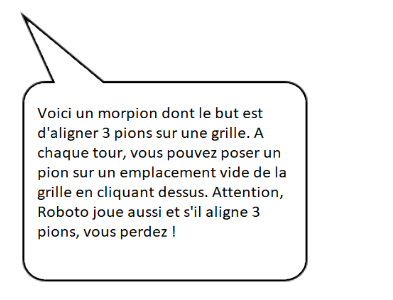 Voici un morpion dont le but est
d'aligner 3 pions sur une grille. A
chaque tour, vous pouvez poser un
pion sur un emplacement vide de la
grille en cliquant dessus. Attention,
Roboto joue aussi et s'il aligne 3
pions, vous perdez !